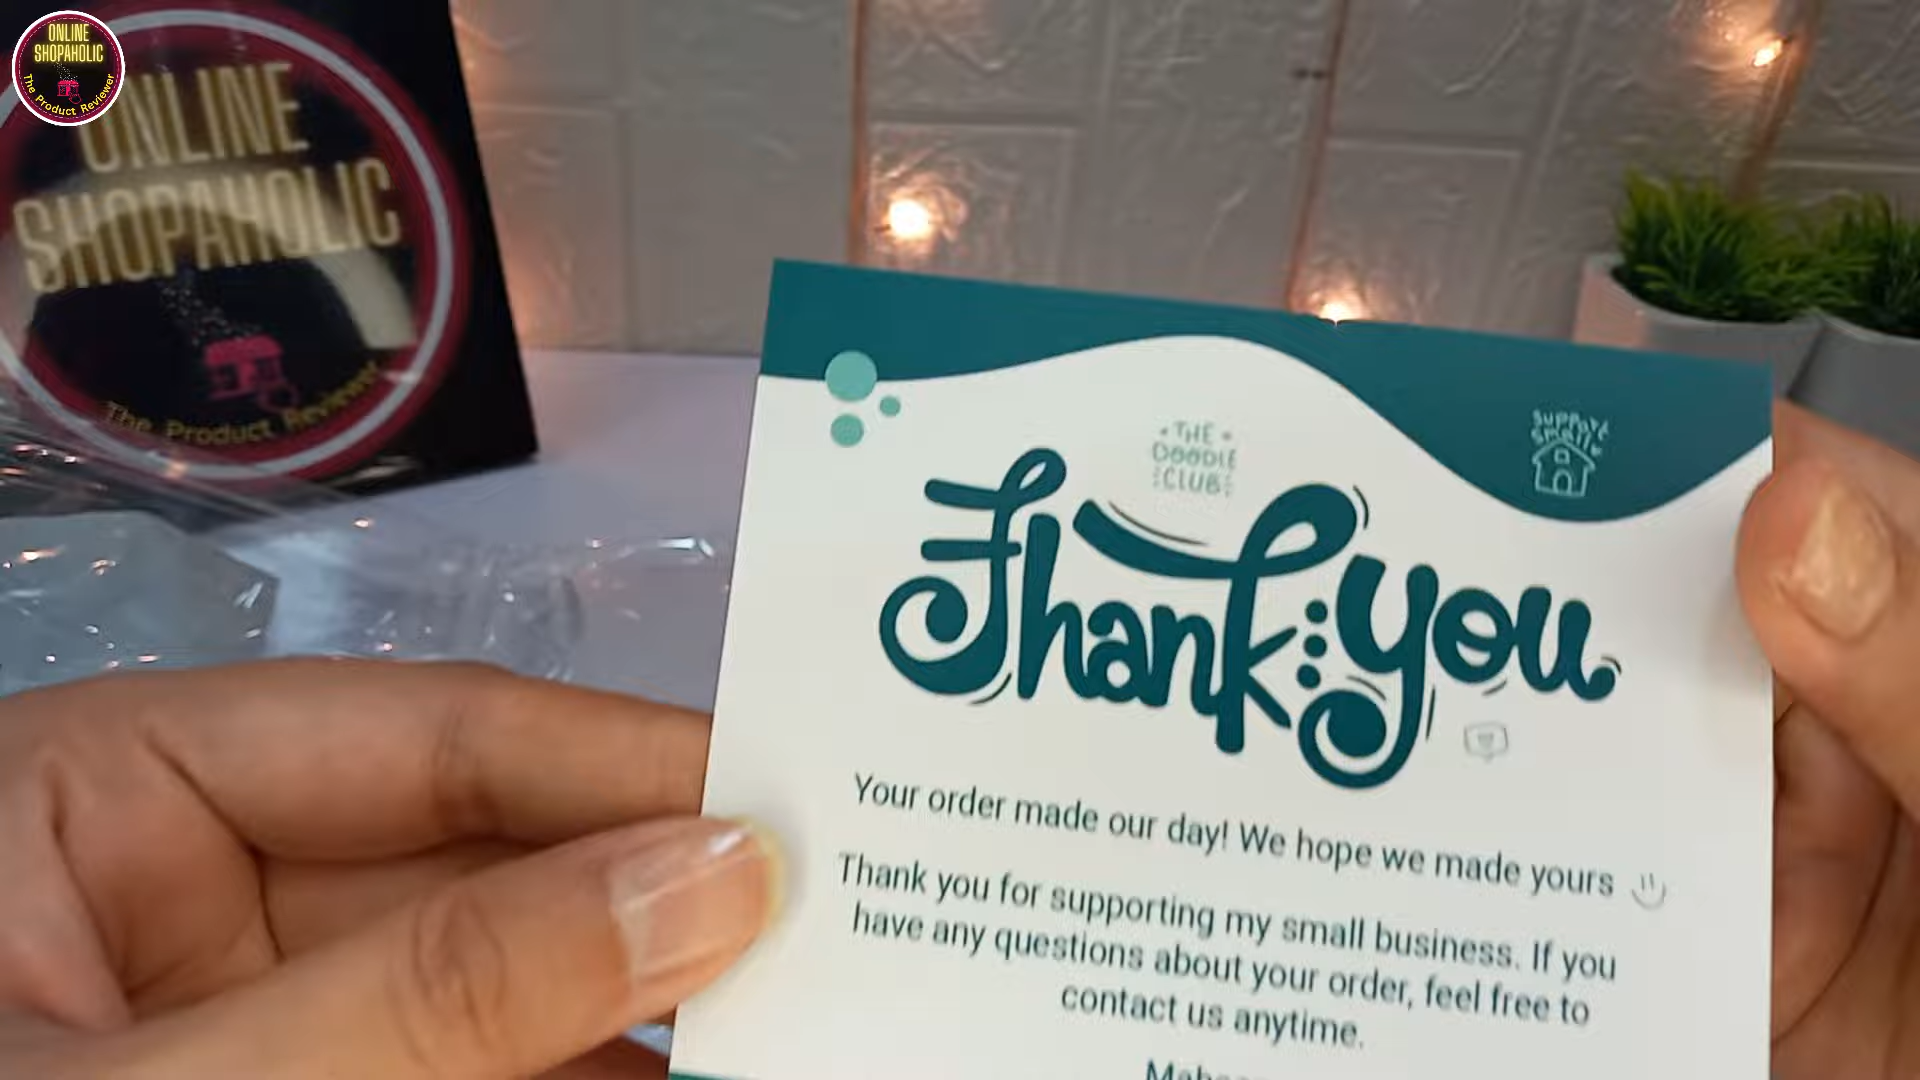 ONLINE
SHOPAHOLIC
The Product Reviewer
ONLINE
SHOPAHOLIC
The Product Reviewer
• THE •
DOODLE
CLUB
support
small
Thank you
Your order made our day! We hope we made yours
Thank you for supporting my small business. If you
have any questions about your order, feel free to
contact us anytime.